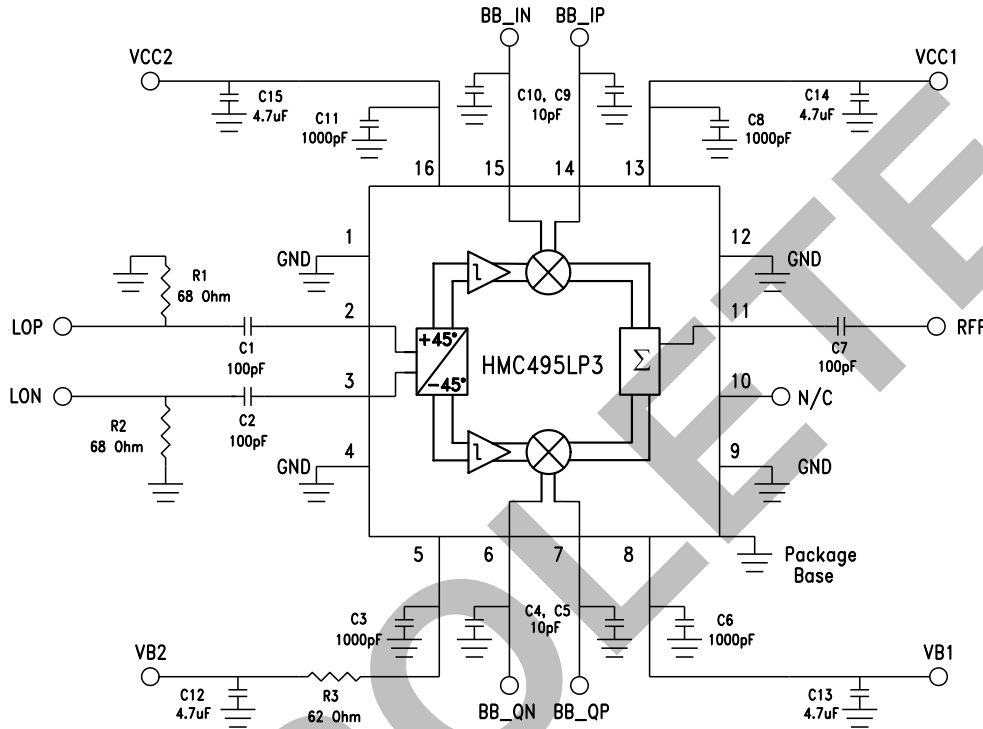 BB_IN
BB_IP
VCC2
VCC1
C15
4.7uF
C11
1000pF
C10, C9
10pF
C8
1000pF
C14
4.7uF
16
15
14
13
1
GND
12
GND
R1
68 Ohm
LOP
C1
100pF
2
+45°
-45°
HMC495LP3
Σ
11
C7
100pF
RFP
LON
R2
68 Ohm
C2
100pF
3
10
N/C
4
GND
9
GND
5
6
7
8
Package
Base
C3
1000pF
C4, C5
10pF
C6
1000pF
VB2
C12
4.7uF
R3
62 Ohm
BB_QN
BB_QP
C13
4.7uF
VB1
OLETE